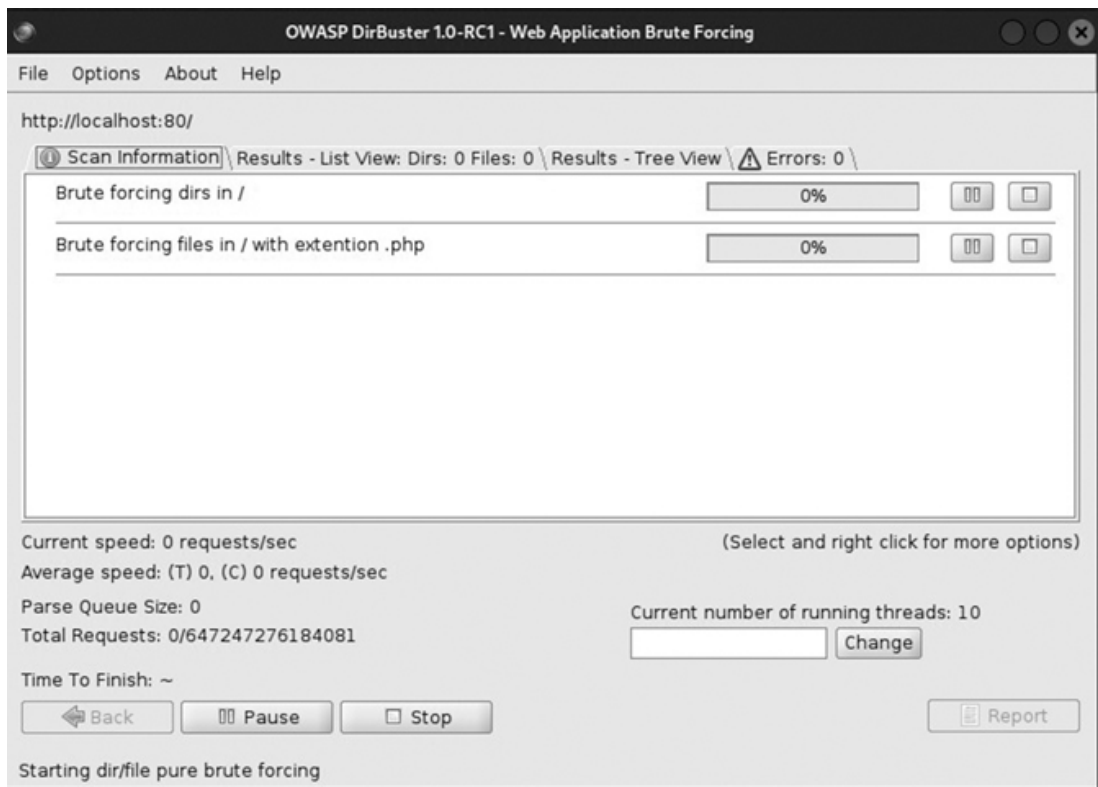 OWASP DirBuster 1.0-RC1 - Web Application Brute Forcing
File Options About Help
http://localhost:80/
Scan Information Results - List View: Dirs: 0 Files: 0 Results - Tree View Errors: 0
Brute forcing dirs in / 0%
Brute forcing files in / with extention .php 0%
Current speed: 0 requests/sec (Select and right click for more options)
Average speed: (T) 0, (C) 0 requests/sec
Parse Queue Size: 0
Current number of running threads: 10
Total Requests: 0/647247276184081
Change
Time To Finish: ~
Back Pause Stop Report
Starting dir/file pure brute forcing